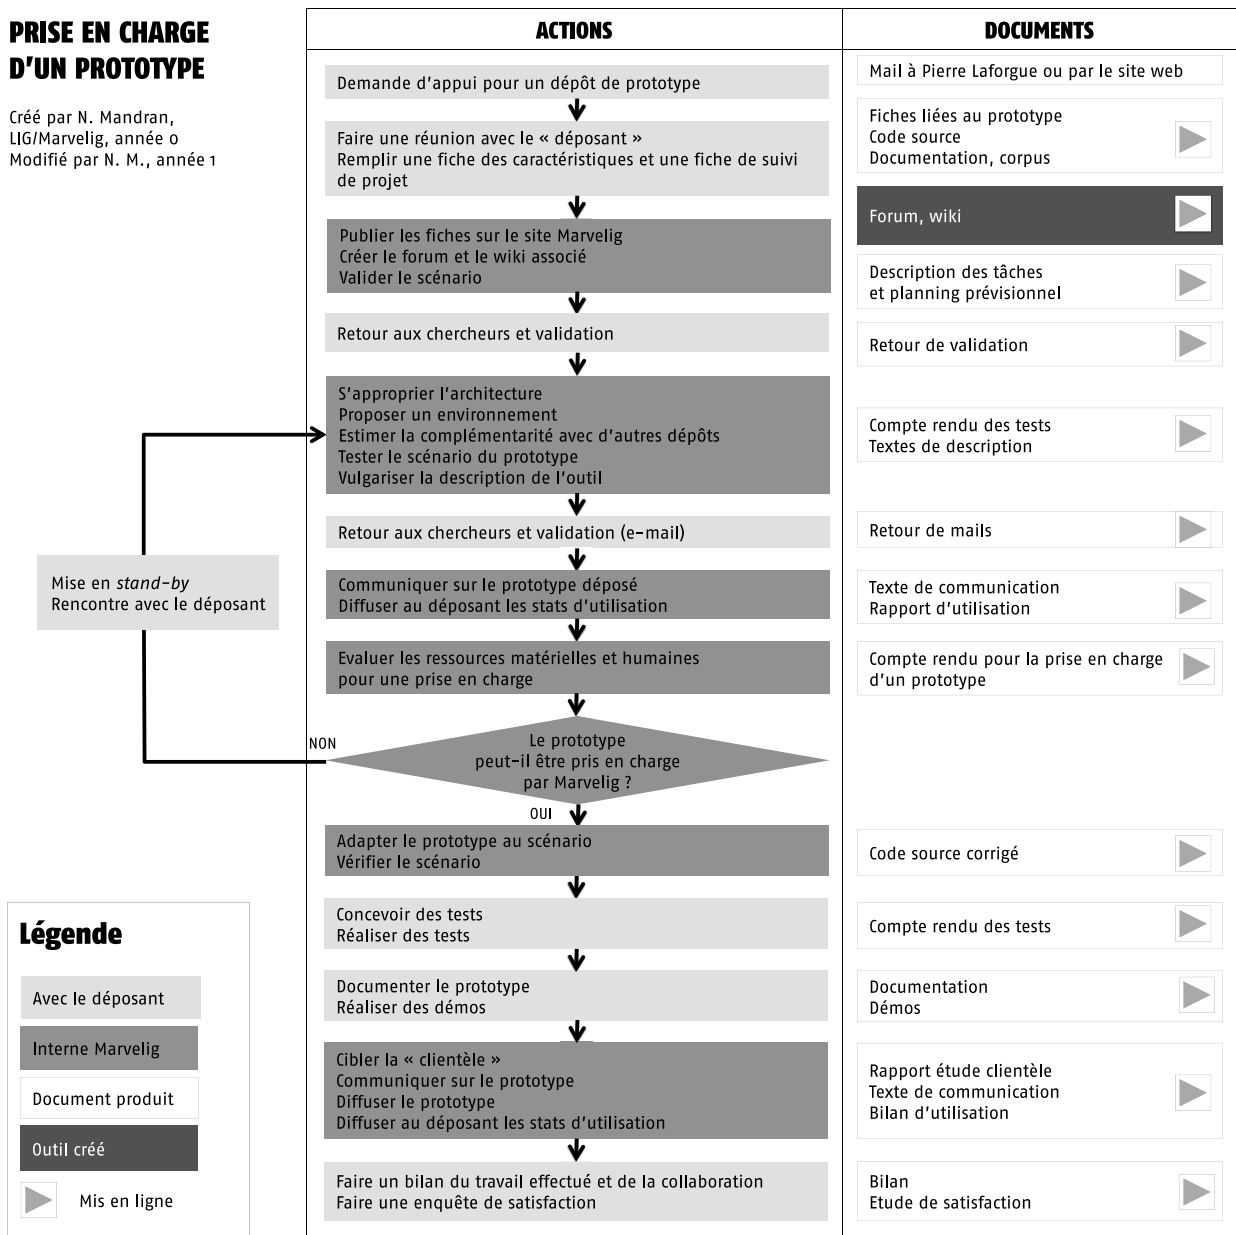 PRISE EN CHARGE
D'UN PROTOTYPE
Créé par N. Mandran,
LIG/Marvelig, année 0
Modifié par N. M., année 1
ACTIONS
DOCUMENTS
Demande d'appui pour un dépôt de prototype
Mail à Pierre Laforgue ou par le site web
Faire une réunion avec le « déposant »
Remplir une fiche des caractéristiques et une fiche de suivi
de projet
Fiches liées au prototype
Code source
Documentation, corpus
Publier les fiches sur le site Marvelig
Créer le forum et le wiki associé
Valider le scénario
Forum, wiki
Description des tâches
et planning prévisionnel
Retour aux chercheurs et validation
Retour de validation
S'approprier l'architecture
Proposer un environnement
Estimer la complémentarité avec d'autres dépôts
Tester le scénario du prototype
Vulgariser la description de l'outil
Compte rendu des tests
Textes de description
Retour aux chercheurs et validation (e-mail)
Retour de mails
Mise en stand-by
Rencontre avec le déposant
Communiquer sur le prototype déposé
Diffuser au déposant les stats d'utilisation
Texte de communication
Rapport d'utilisation
Evaluer les ressources matérielles et humaines
pour une prise en charge
Compte rendu pour la prise en charge
d'un prototype
NON
Le prototype
peut-il être pris en charge
par Marvelig ?
OUI
Adapter le prototype au scénario
Vérifier le scénario
Code source corrigé
Concevoir des tests
Réaliser des tests
Compte rendu des tests
Documenter le prototype
Réaliser des démos
Documentation
Démos
Cibler la « clientèle »
Communiquer sur le prototype
Diffuser le prototype
Diffuser au déposant les stats d'utilisation
Rapport étude clientèle
Texte de communication
Bilan d'utilisation
Faire un bilan du travail effectué et de la collaboration
Faire une enquête de satisfaction
Bilan
Etude de satisfaction
Légende
Avec le déposant
Interne Marvelig
Document produit
Outil créé
Mis en ligne